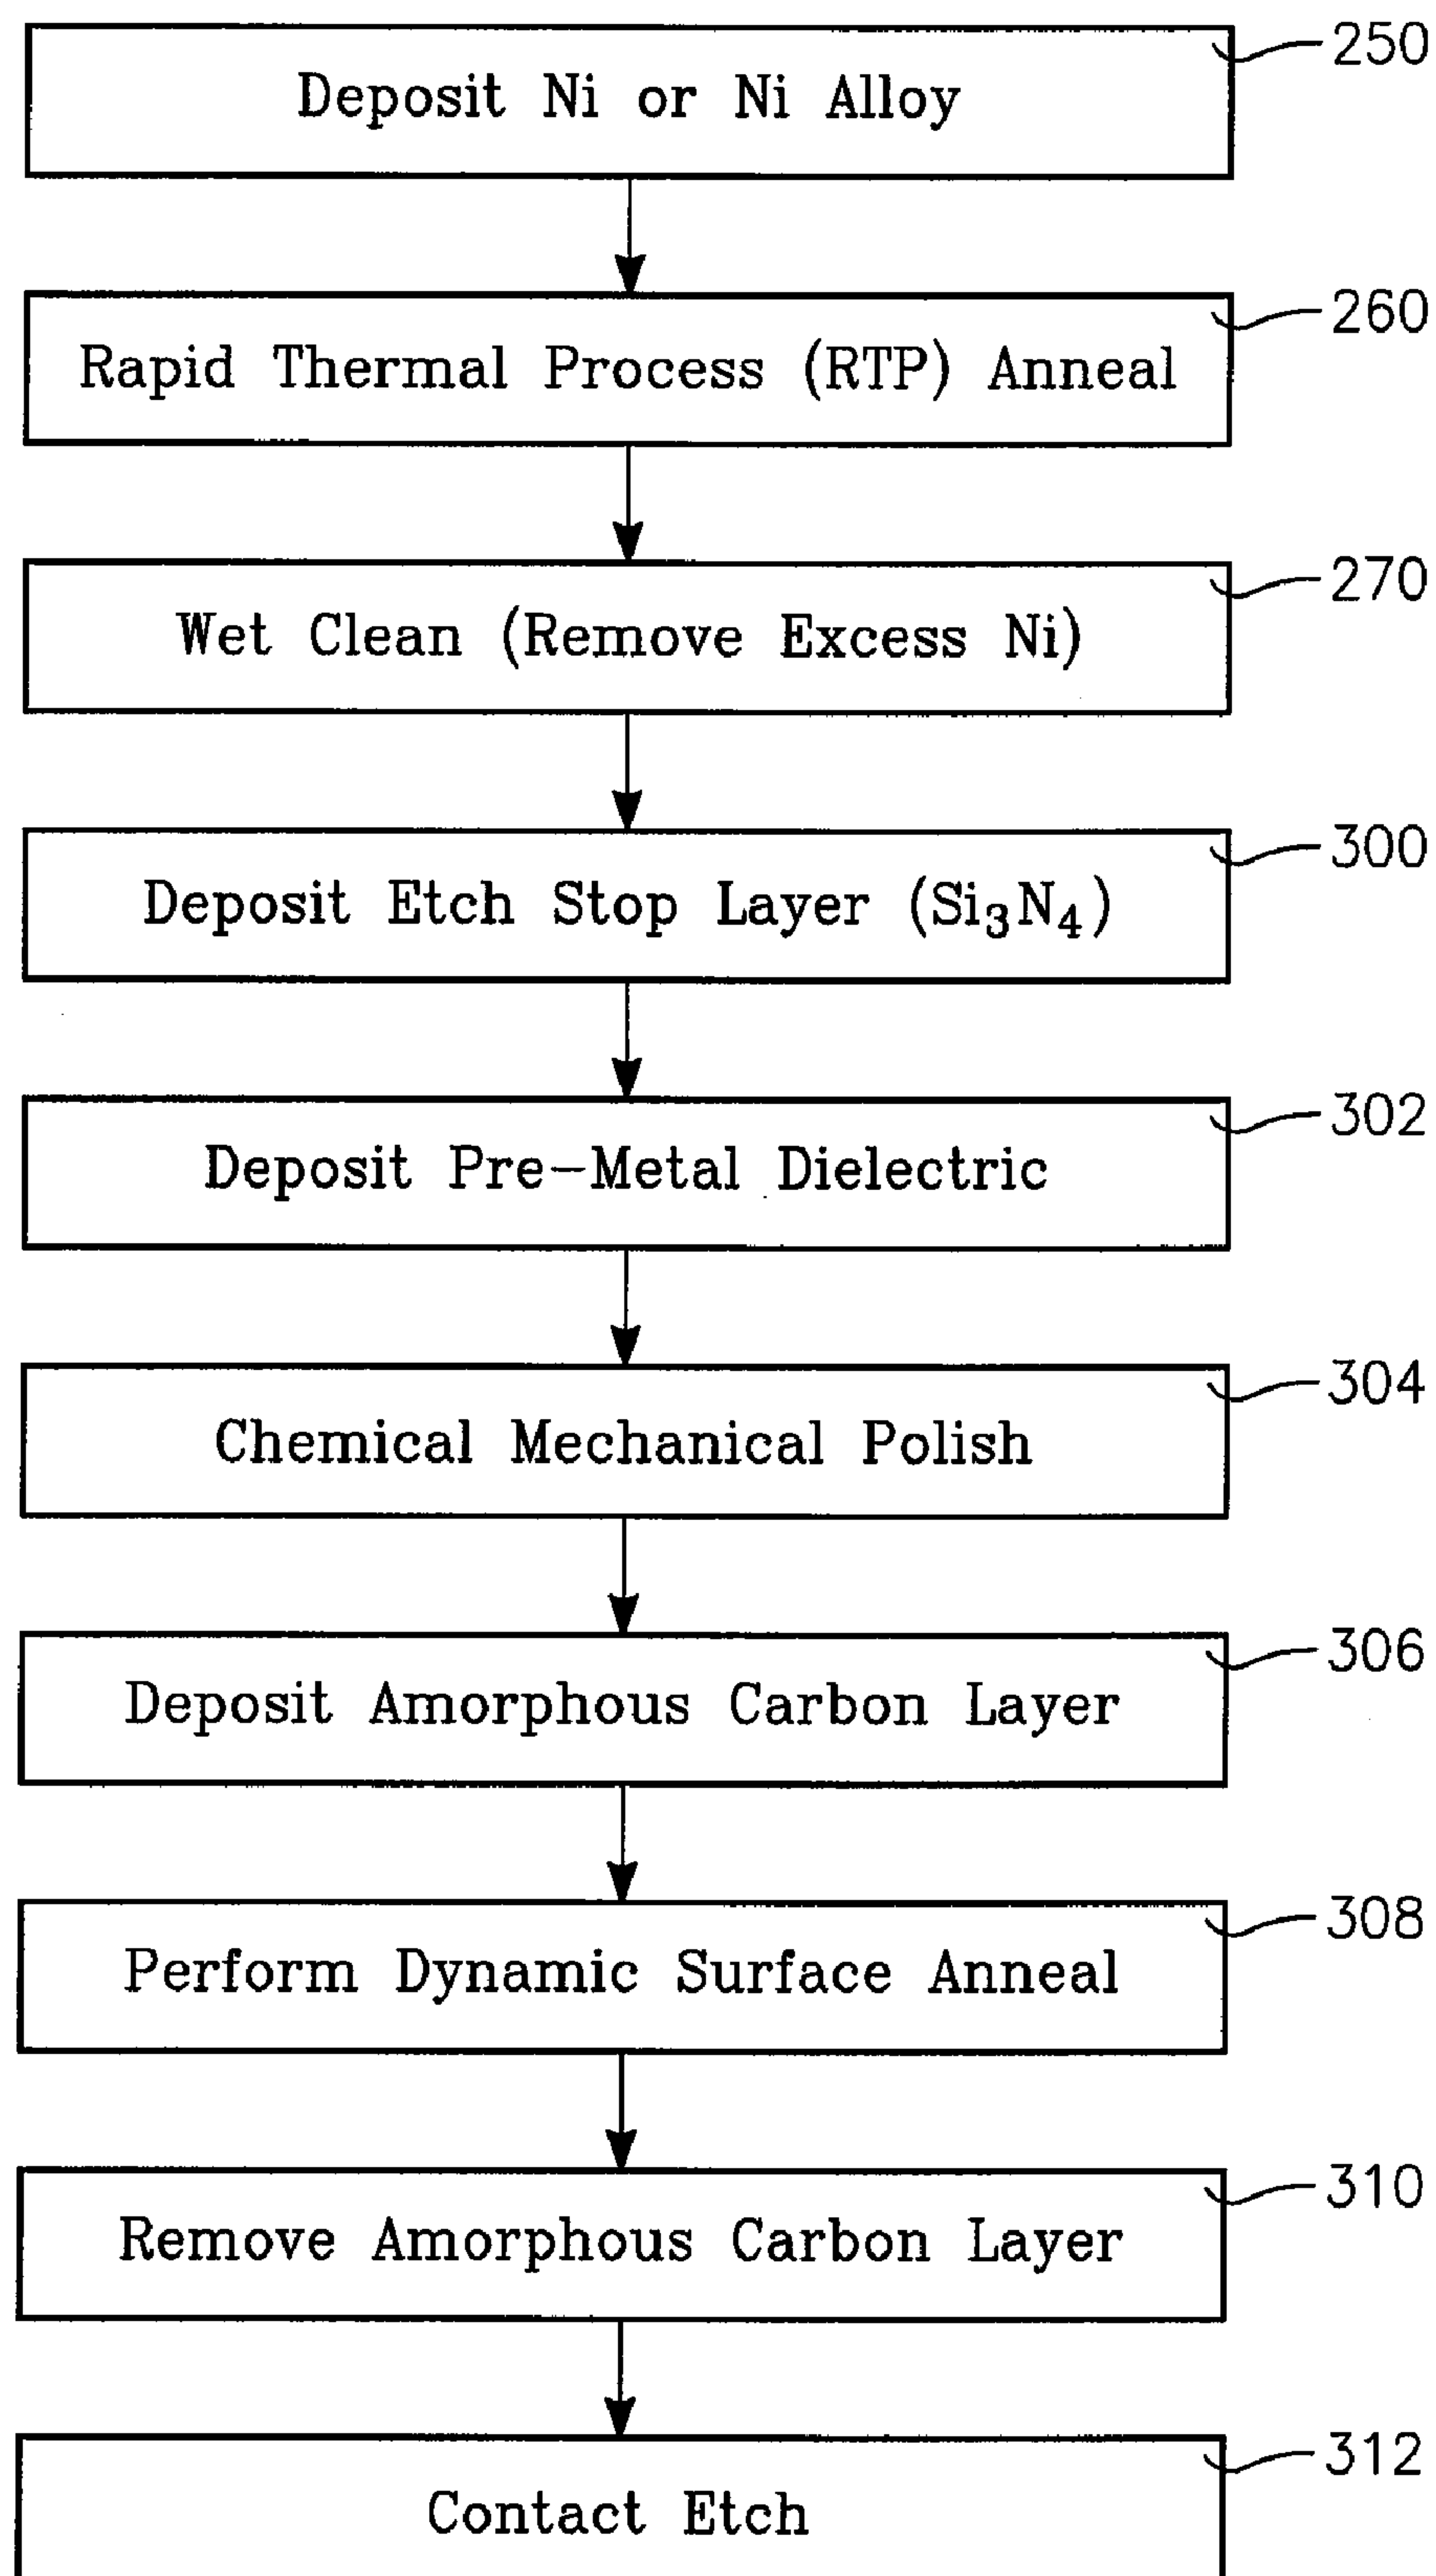 250
Deposit Ni or Ni Alloy
260
Rapid Thermal Process (RTP) Anneal
270
Wet Clean (Remove Excess Ni)
300
Deposit Etch Stop Layer (Si₃N₄)
302
Deposit Pre-Metal Dielectric
304
Chemical Mechanical Polish
306
Deposit Amorphous Carbon Layer
308
Perform Dynamic Surface Anneal
310
Remove Amorphous Carbon Layer
312
Contact Etch